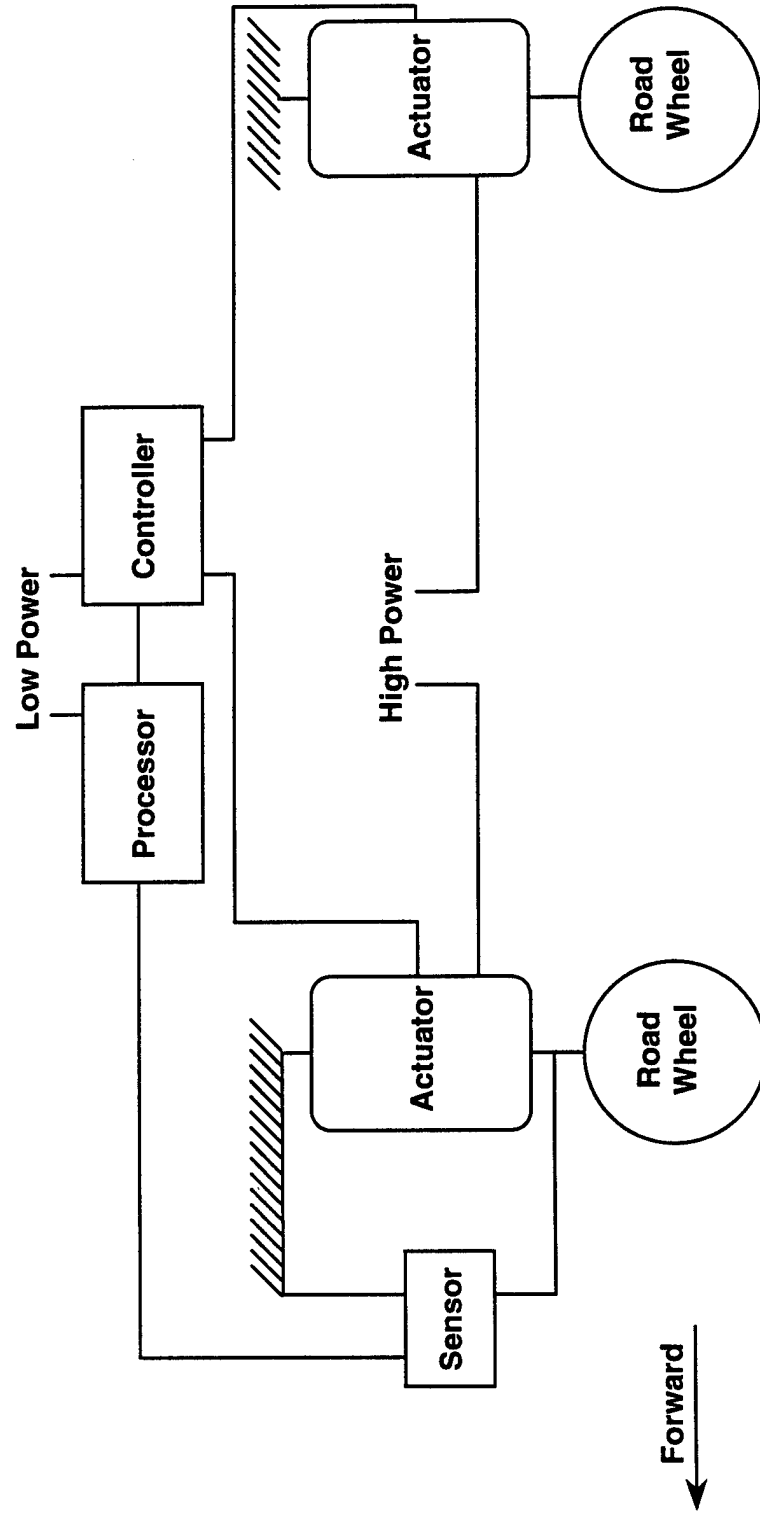 Low Power
Processor
Controller
Sensor
Actuator
High Power
Actuator
Forward
Road
Wheel
Road
Wheel